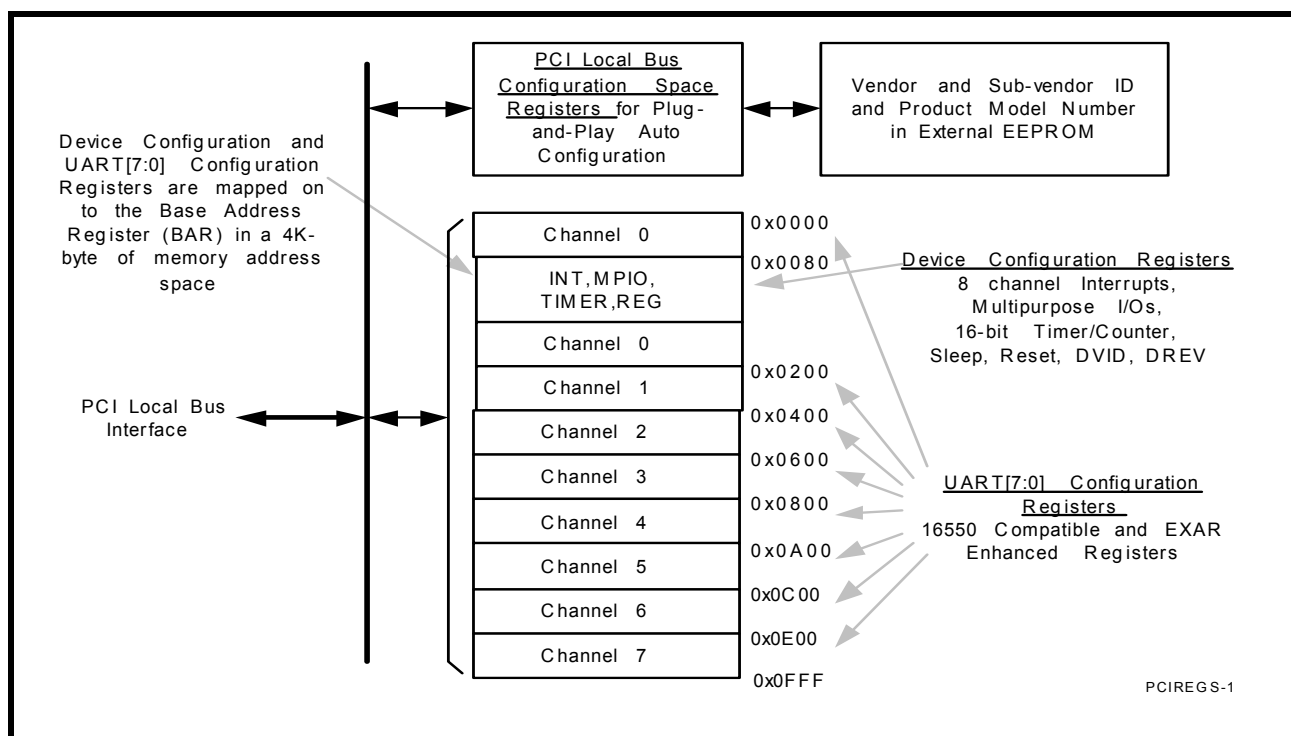 PCI Local Bus
Configuration Space
Registers for Plug-
and-Play Auto
Configuration
Vendor and Sub-vendor ID
and Product Model Number
in External EEPROM
Device Configuration and
UART[7:0] Configuration
Registers are mapped on
to the Base Address
Register (BAR) in a 4K-
byte of memory address
space
Channel 0
0x0000
INT,MPIO,
TIMER,REG
0x0080
Device Configuration Registers
8 channel Interrupts,
Multipurpose I/Os,
16-bit Timer/Counter,
Sleep, Reset, DVID, DREV
Channel 0
Channel 1
0x0200
PCI Local Bus
Interface
Channel 2
0x0400
Channel 3
0x0600
Channel 4
0x0800
Channel 5
0x0A00
Channel 6
0x0C00
Channel 7
0x0E00
0x0FFF
UART[7:0] Configuration
Registers
16550 Compatible and EXAR
Enhanced Registers
PCIREGS-1